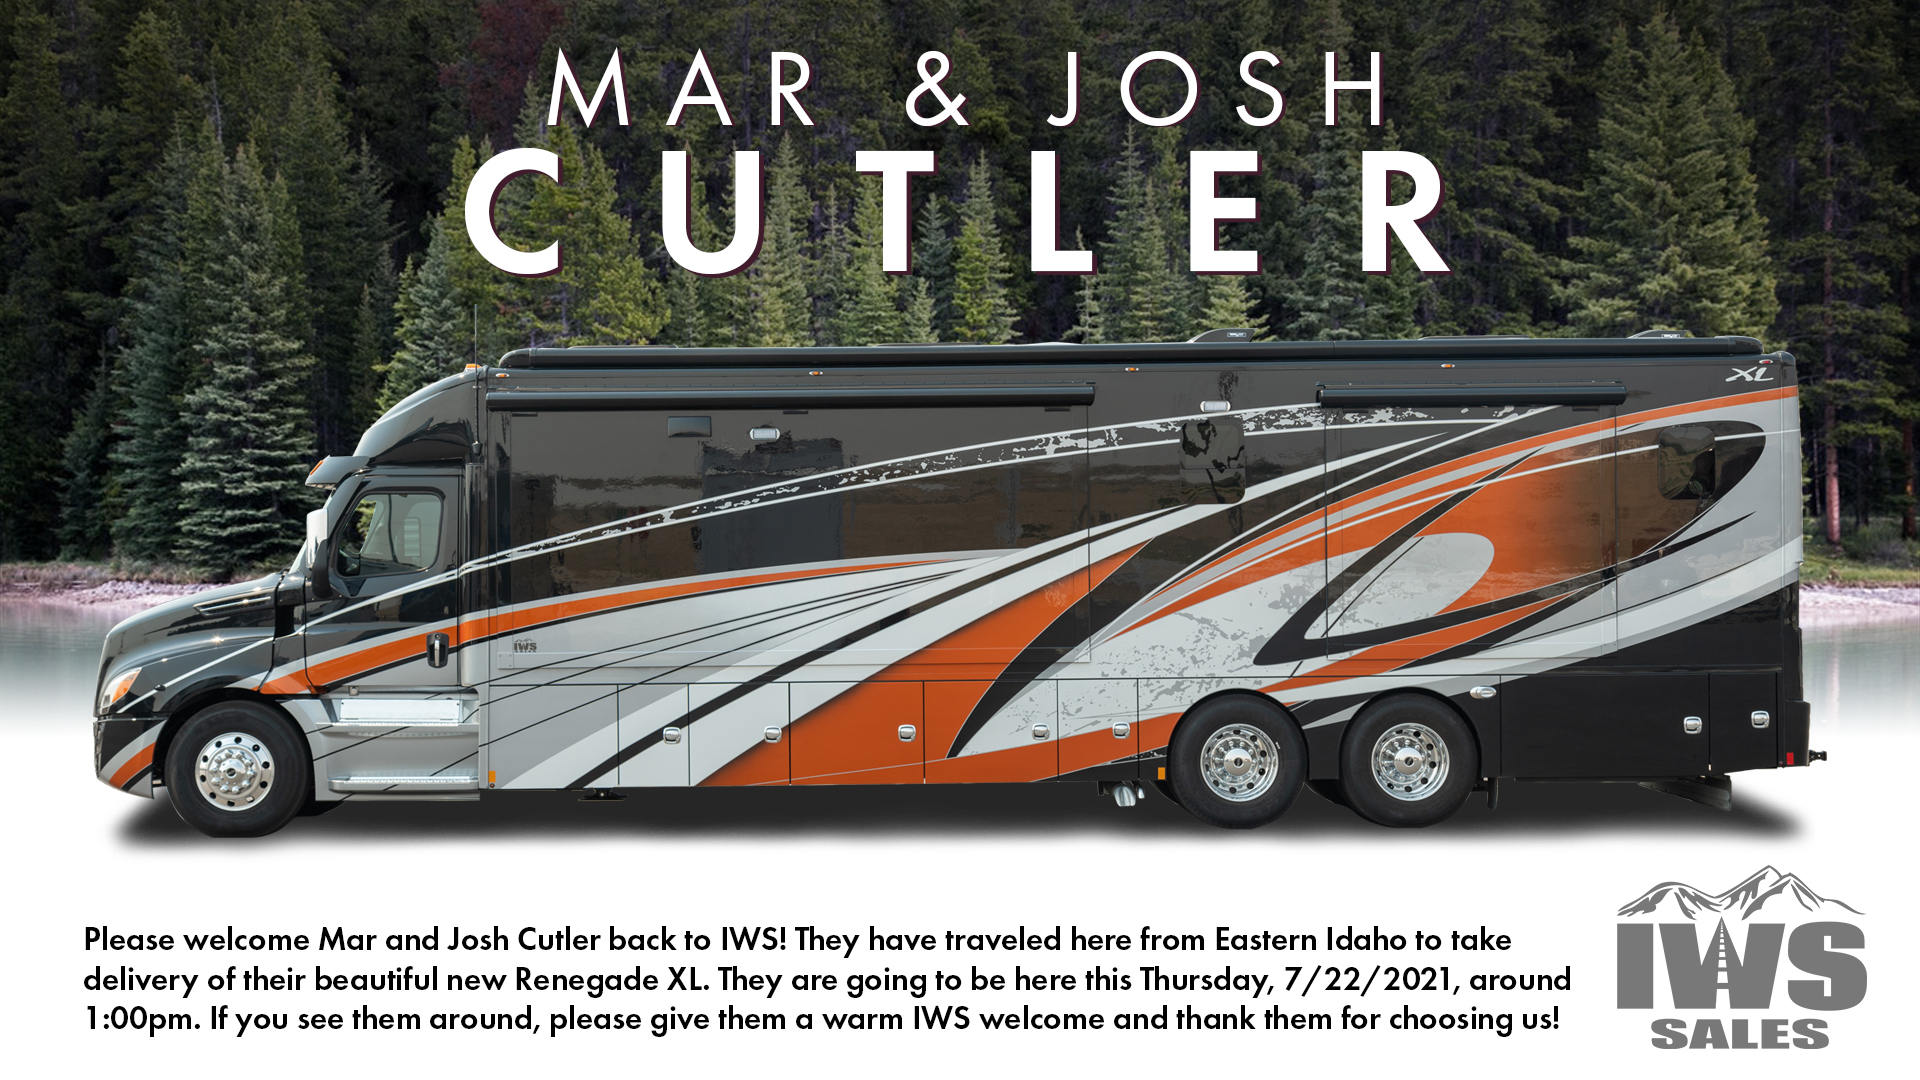 MAR & JOSH
CUTLER
XL
IWS
Please welcome Mar and Josh Cutler back to IWS! They have traveled here from Eastern Idaho to take
delivery of their beautiful new Renegade XL. They are going to be here this Thursday, 7/22/2021, around
1:00pm. If you see them around, please give them a warm IWS welcome and thank them for choosing us!
IWS
SALES